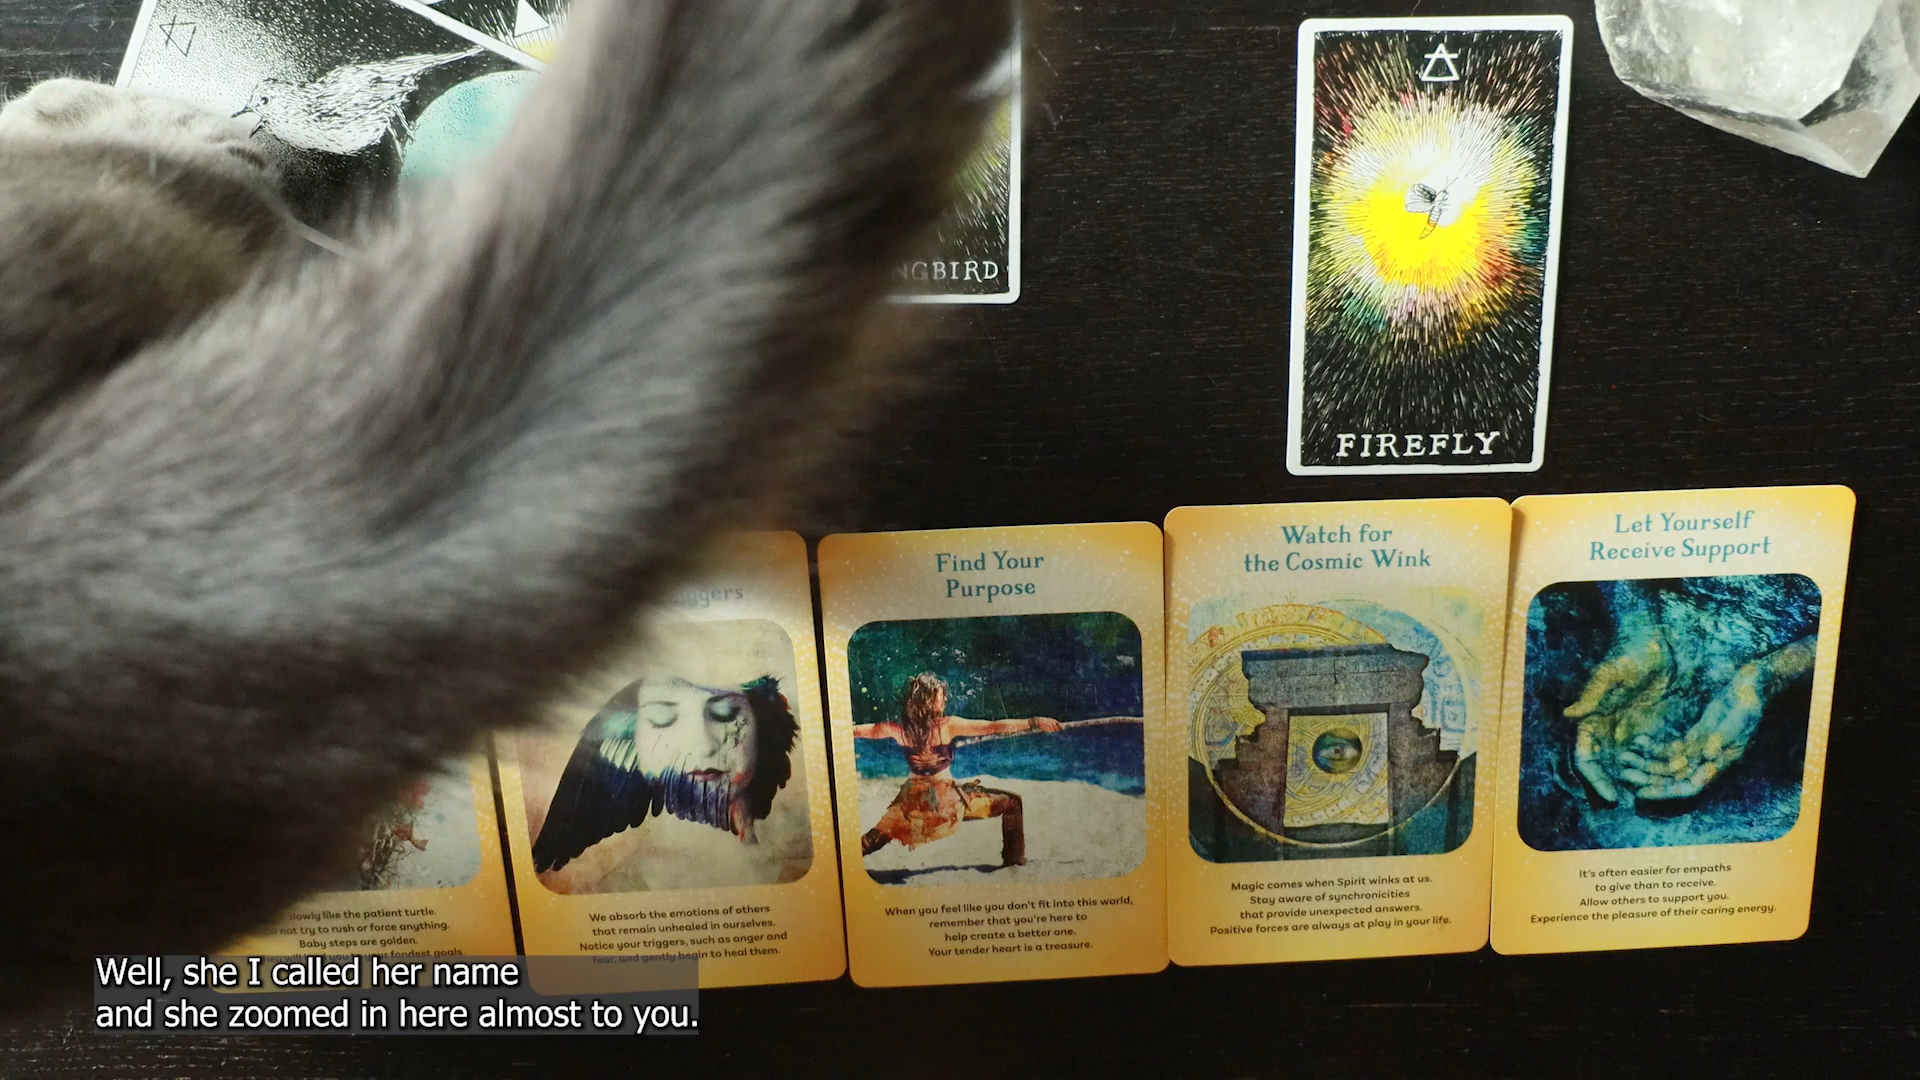 NGBIRD
FIREFLY
Find Your
Purpose
When you feel like you don't fit into this world,
remember that you're here to
help create a better one.
Your tender heart is a treasure.
Watch for
the Cosmic Wink
Magic comes when Spirit winks at us.
Stay aware of synchronicities
that provide unexpected answers.
Positive forces are always at play in your life.
Let Yourself
Receive Support
It's often easier for empaths
to give than to receive.
Allow others to support you.
Experience the pleasure of their caring energy.
ggers
We absorb the emotions of others
that remain unhealed in ourselves.
Notice your triggers, such as anger and
fear, and gently begin to heal them.
slowly like the patient turtle.
not try to rush or force anything.
Baby steps are golden.
your fondest goals.
Well, she I called her name
and she zoomed in here almost to you.